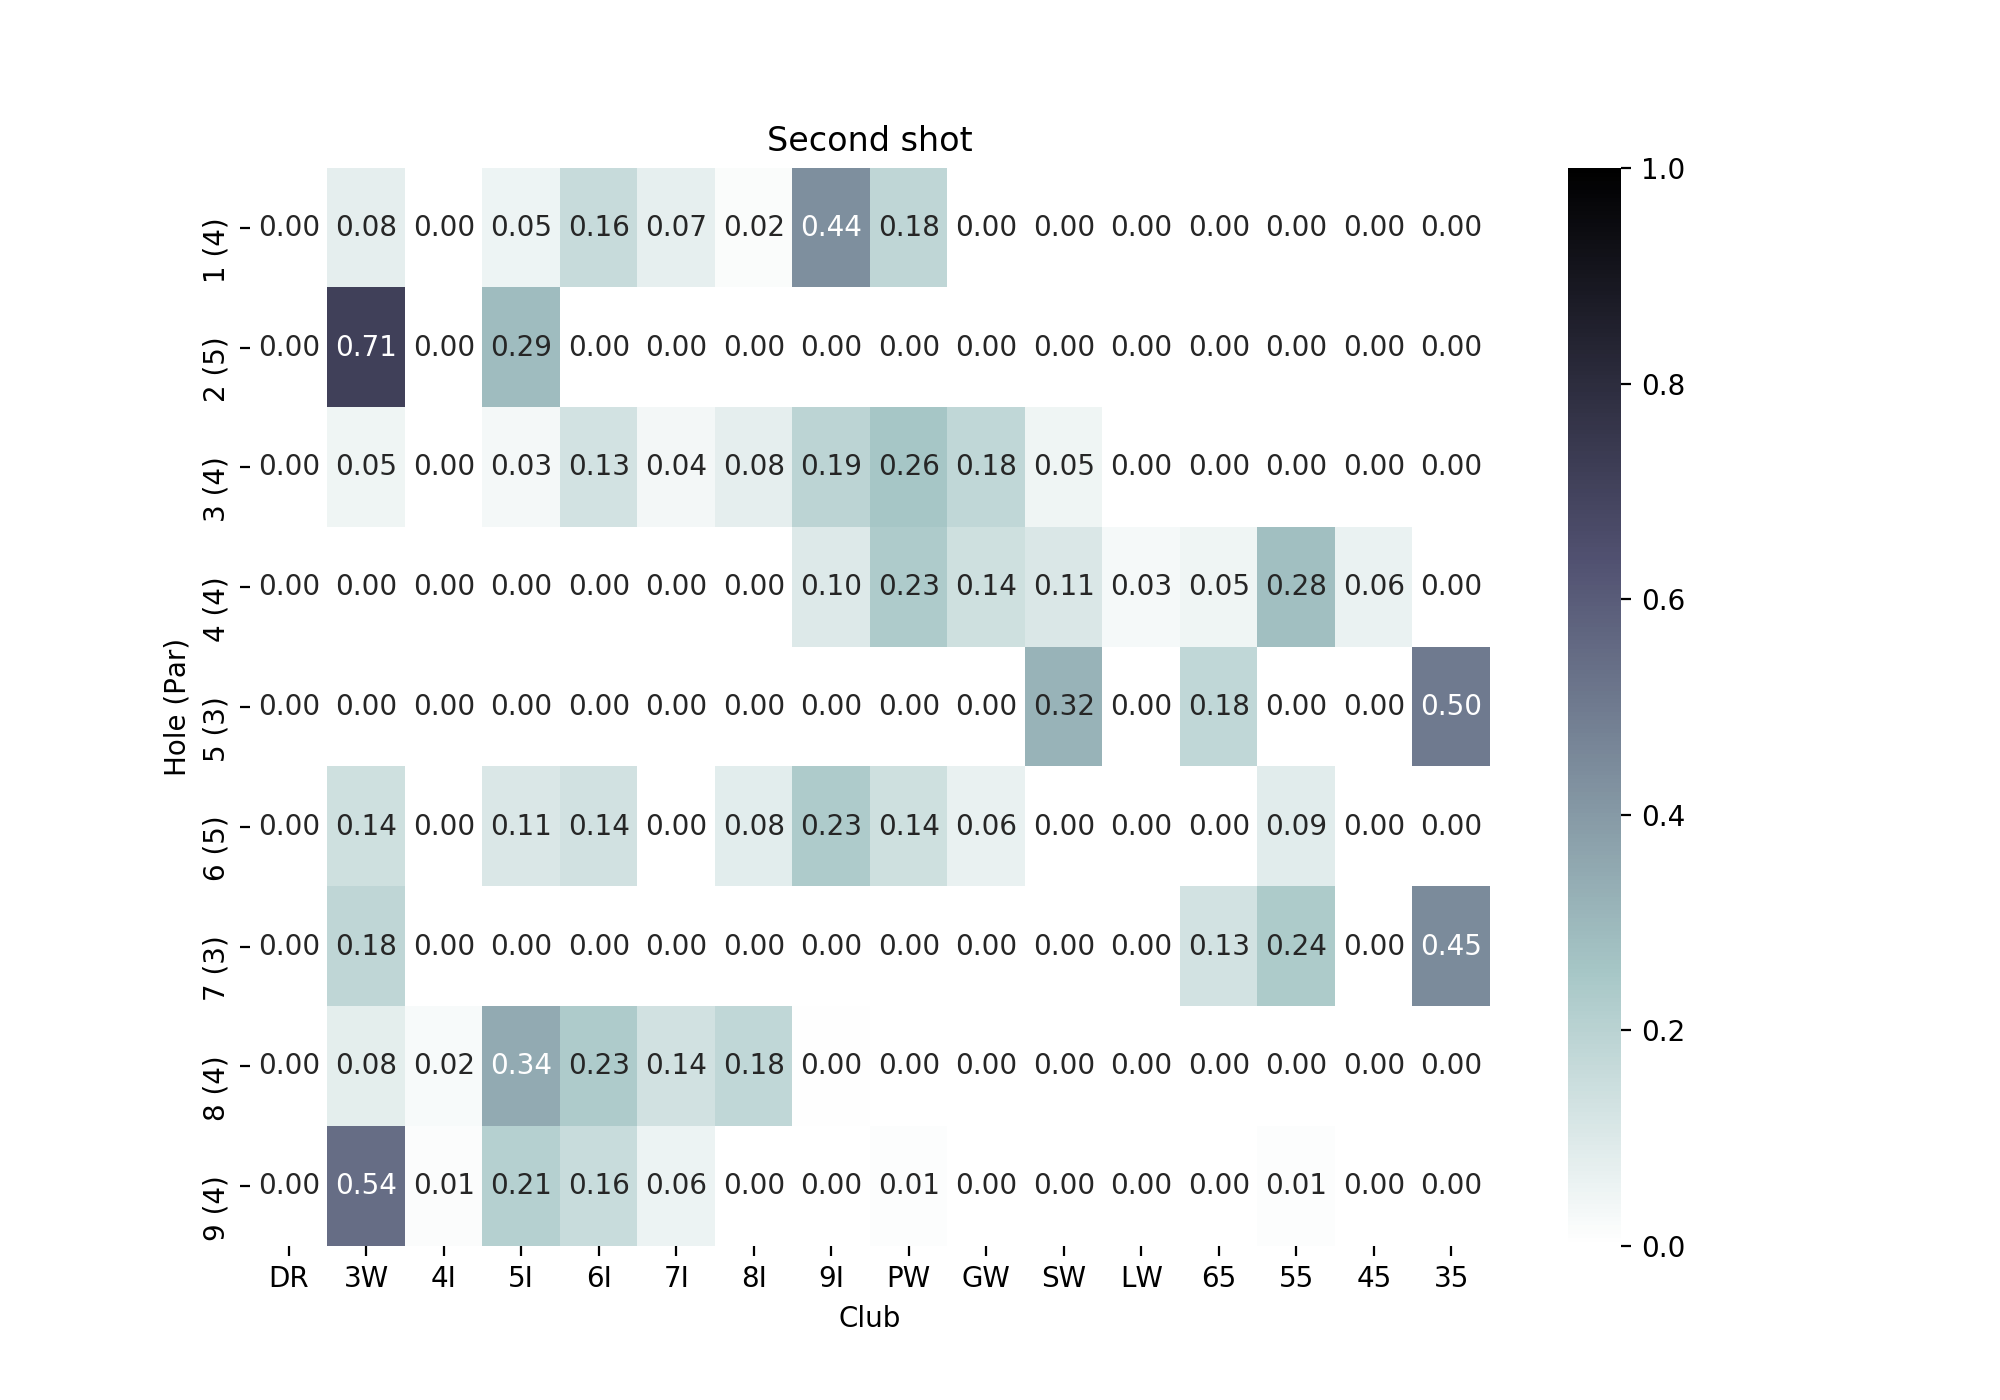 Second shot
1 (4) 0.00 0.08 0.00 0.05 0.16 0.07 0.02 0.44 0.18 0.00 0.00 0.00 0.00 0.00 0.00 0.00
2 (5) 0.00 0.71 0.00 0.29 0.00 0.00 0.00 0.00 0.00 0.00 0.00 0.00 0.00 0.00 0.00 0.00
3 (4) 0.00 0.05 0.00 0.03 0.13 0.04 0.08 0.19 0.26 0.18 0.05 0.00 0.00 0.00 0.00 0.00
4 (4) 0.00 0.00 0.00 0.00 0.00 0.00 0.00 0.10 0.23 0.14 0.11 0.03 0.05 0.28 0.06 0.00
5 (3) 0.00 0.00 0.00 0.00 0.00 0.00 0.00 0.00 0.00 0.00 0.32 0.00 0.18 0.00 0.00 0.50
6 (5) 0.00 0.14 0.00 0.11 0.14 0.00 0.08 0.23 0.14 0.06 0.00 0.00 0.00 0.09 0.00 0.00
7 (3) 0.00 0.18 0.00 0.00 0.00 0.00 0.00 0.00 0.00 0.00 0.00 0.00 0.13 0.24 0.00 0.45
8 (4) 0.00 0.08 0.02 0.34 0.23 0.14 0.18 0.00 0.00 0.00 0.00 0.00 0.00 0.00 0.00 0.00
9 (4) 0.00 0.54 0.01 0.21 0.16 0.06 0.00 0.00 0.01 0.00 0.00 0.00 0.00 0.01 0.00 0.00
DR 3W 4I 5I 6I 7I 8I 9I PW GW SW LW 65 55 45 35
Club
Hole (Par)
1.0
0.8
0.6
0.4
0.2
0.0